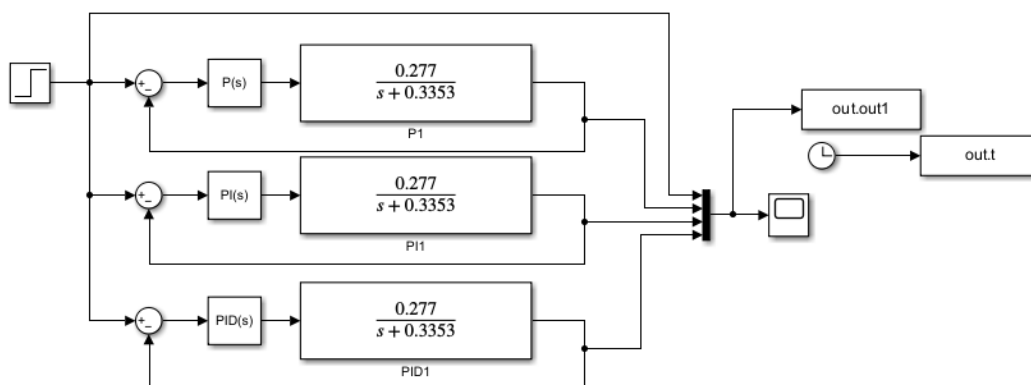 P(s)
0.277
s + 0.3353
P1
PI(s)
0.277
s + 0.3353
PI1
PID(s)
0.277
s + 0.3353
PID1
out.out1
out.t